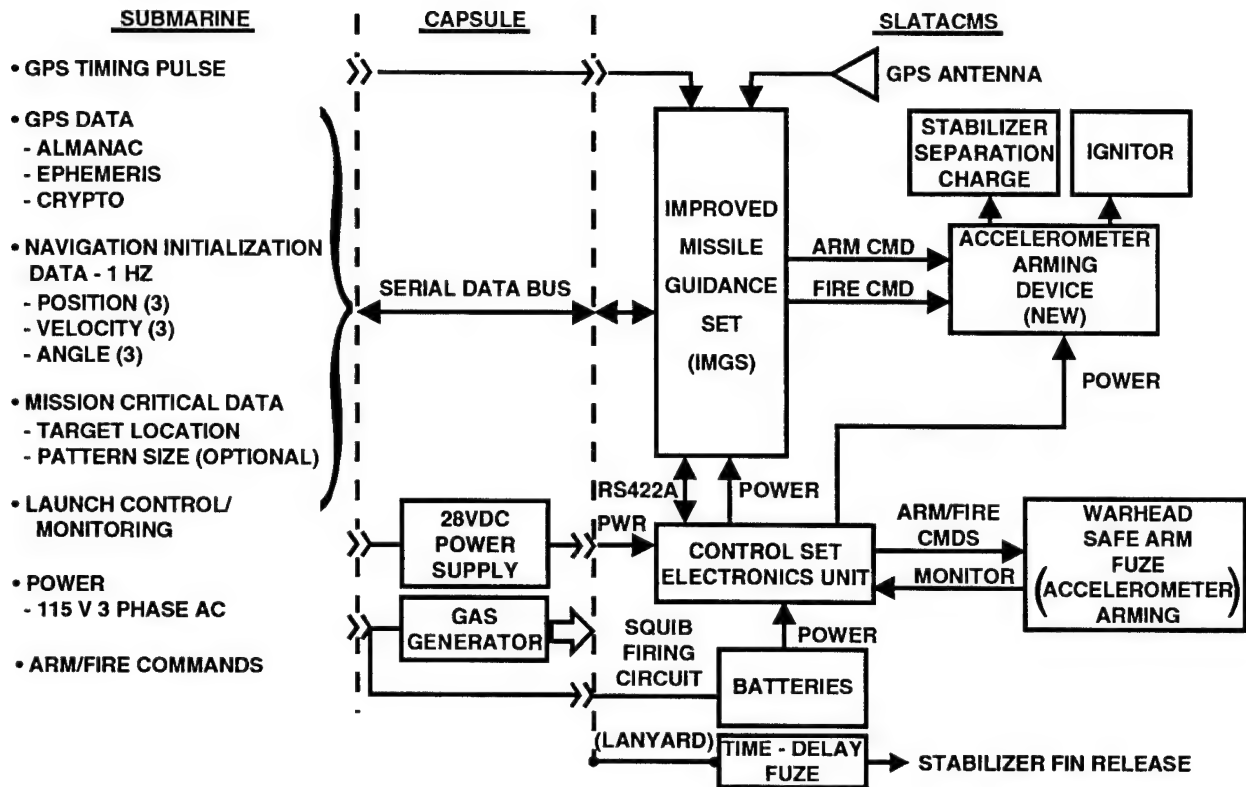 SUBMARINE
CAPSULE
SLATACMS
• GPS TIMING PULSE
• GPS DATA
- ALMANAC
- EPHEMERIS
- CRYPTO
• NAVIGATION INITIALIZATION
DATA - 1 HZ
- POSITION (3)
- VELOCITY (3)
- ANGLE (3)
• MISSION CRITICAL DATA
- TARGET LOCATION
- PATTERN SIZE (OPTIONAL)
• LAUNCH CONTROL/
MONITORING
• POWER
- 115 V 3 PHASE AC
• ARM/FIRE COMMANDS
SERIAL DATA BUS
28VDC
POWER
SUPPLY
GAS
GENERATOR
GPS ANTENNA
IMPROVED
MISSILE
GUIDANCE
SET
(IMGS)
STABILIZER
SEPARATION
CHARGE
IGNITOR
ARM CMD
FIRE CMD
ACCELEROMETER
ARMING
DEVICE
(NEW)
POWER
RS422A
POWER
PWR
CONTROL SET
ELECTRONICS UNIT
ARM/FIRE
CMDS
MONITOR
WARHEAD
SAFE ARM
FUZE
(ACCELEROMETER
ARMING)
POWER
SQUIB
FIRING
CIRCUIT
BATTERIES
(LANYARD)
TIME - DELAY
FUZE
STABILIZER FIN RELEASE